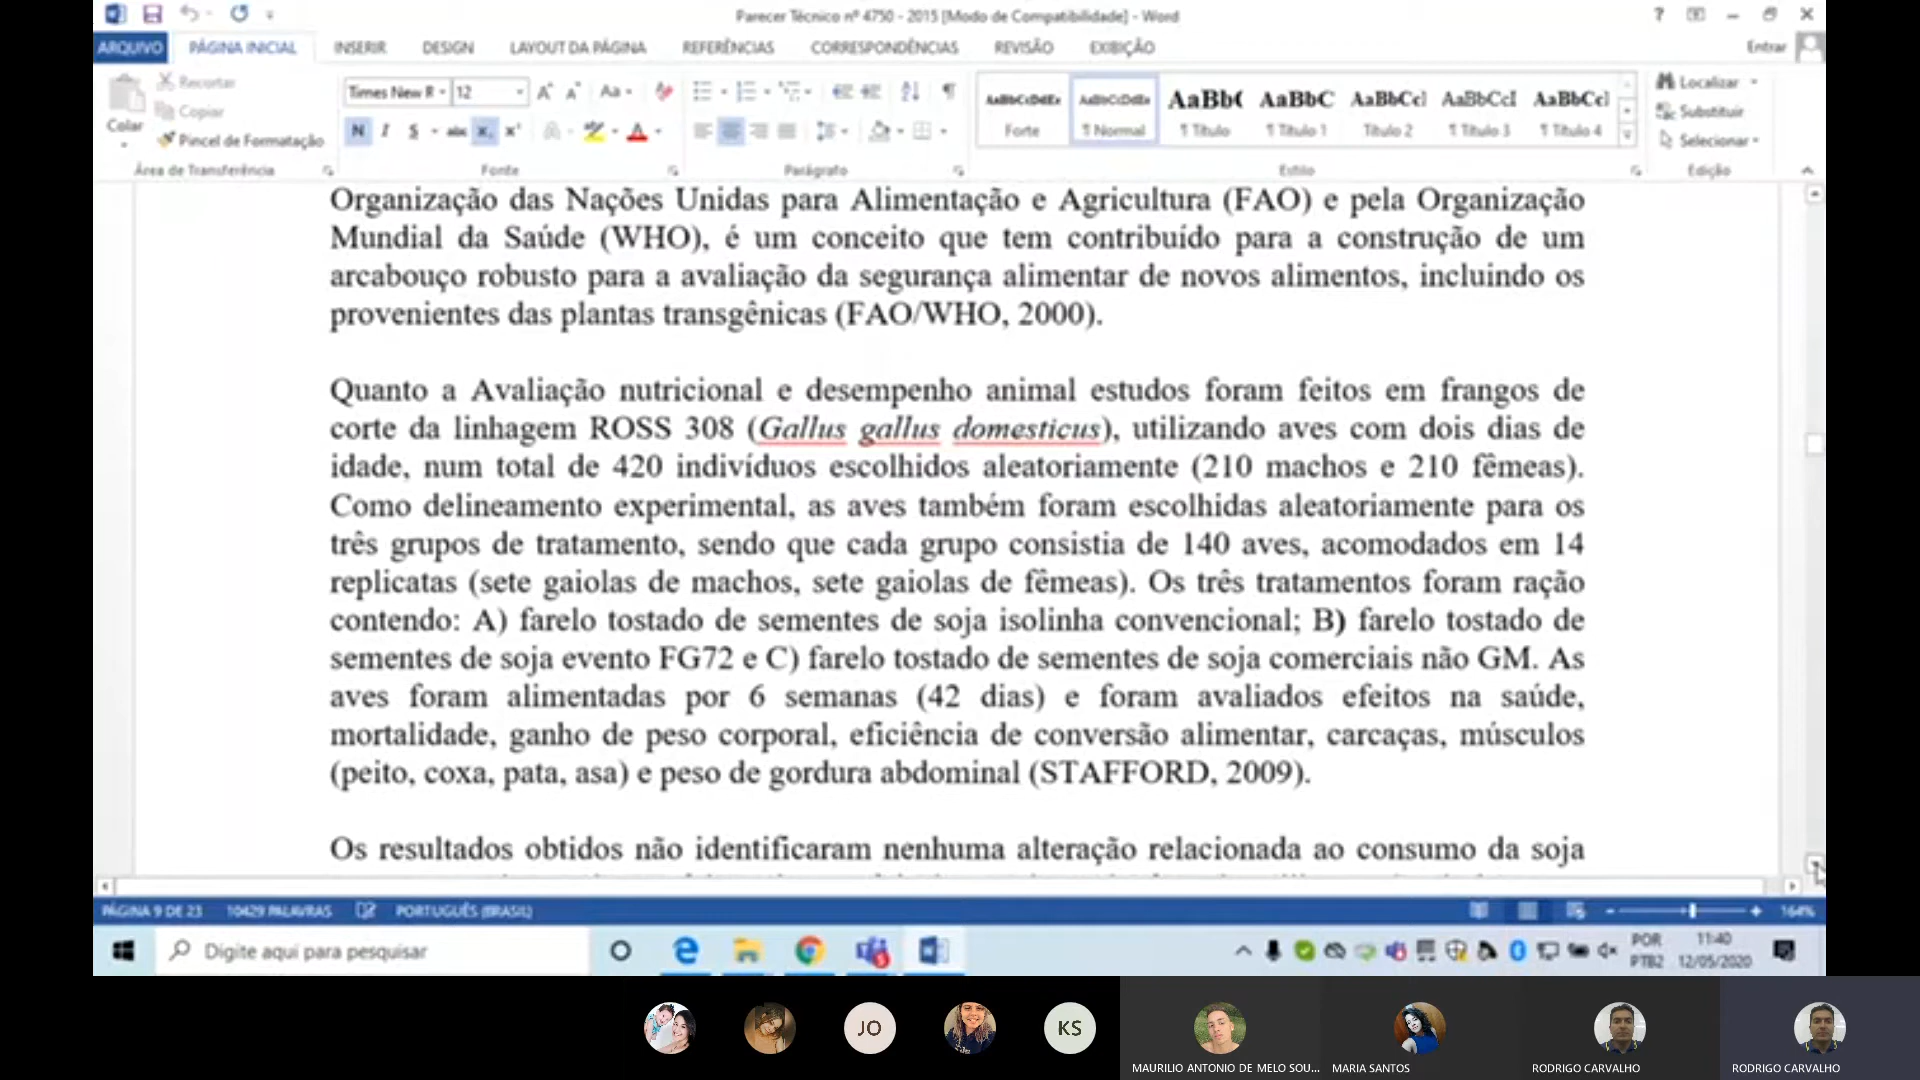 Parecer Técnico nº 4750 - 2015 [Modo de Compatibilidade] - Word
ARQUIVO PÁGINA INICIAL INSERIR DESIGN LAYOUT DA PÁGINA REFERÊNCIAS CORRESPONDÊNCIAS REVISÃO EXIBIÇÃO Entrar
Colar
Recortar
Copiar
Pincel de Formatação
Área de Transferência
Times New R 12
Fonte
Parágrafo
AaBbCcDdEe AaBbCcDdEe AaBb( AaBbC AaBbCc] AaBbCcI AaBbCc]
Forte ¶ Normal ¶ Título ¶ Título 1 Título 2 ¶ Título 3 ¶ Título 4
Estilo
Localizar
Substituir
Selecionar
Edição
Organização das Nações Unidas para Alimentação e Agricultura (FAO) e pela Organização
Mundial da Saúde (WHO), é um conceito que tem contribuído para a construção de um
arcabouço robusto para a avaliação da segurança alimentar de novos alimentos, incluindo os
provenientes das plantas transgênicas (FAO/WHO, 2000).
Quanto a Avaliação nutricional e desempenho animal estudos foram feitos em frangos de
corte da linhagem ROSS 308 (Gallus gallus domesticus), utilizando aves com dois dias de
idade, num total de 420 indivíduos escolhidos aleatoriamente (210 machos e 210 fêmeas).
Como delineamento experimental, as aves também foram escolhidas aleatoriamente para os
três grupos de tratamento, sendo que cada grupo consistia de 140 aves, acomodados em 14
replicatas (sete gaiolas de machos, sete gaiolas de fêmeas). Os três tratamentos foram ração
contendo: A) farelo tostado de sementes de soja isolinha convencional; B) farelo tostado de
sementes de soja evento FG72 e C) farelo tostado de sementes de soja comerciais não GM. As
aves foram alimentadas por 6 semanas (42 dias) e foram avaliados efeitos na saúde,
mortalidade, ganho de peso corporal, eficiência de conversão alimentar, carcaças, músculos
(peito, coxa, pata, asa) e peso de gordura abdominal (STAFFORD, 2009).
Os resultados obtidos não identificaram nenhuma alteração relacionada ao consumo da soja
PÁGINA 9 DE 23 10429 PALAVRAS PORTUGUÊS (BRASIL) 164%
Digite aqui para pesquisar
POR
PTB2
11:40
12/05/2020
JO KS
MAURILIO ANTONIO DE MELO SOU... MARIA SANTOS RODRIGO CARVALHO RODRIGO CARVALHO